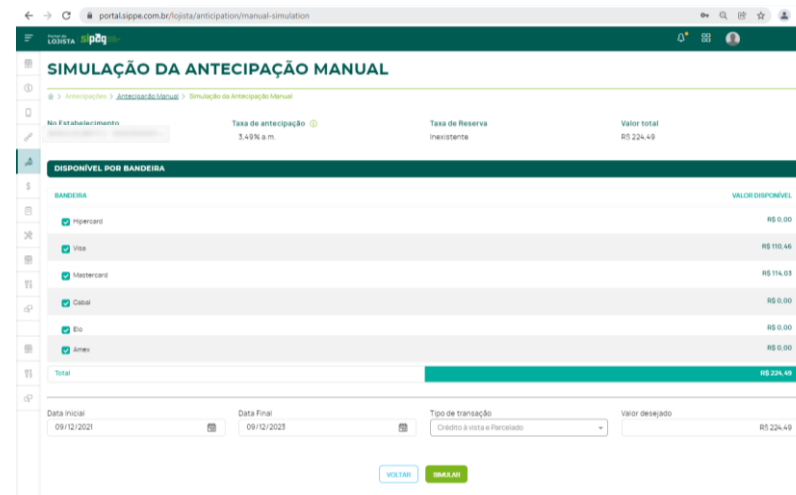 portal.sippe.com.br/lojista/anticipation/manual-simulation
Portal do
LOJISTA sipag
SIMULAÇÃO DA ANTECIPAÇÃO MANUAL
> Antecipações > Antecipação Manual > Simulação da Antecipação Manual
No Estabelecimento Taxa de antecipação Taxa de Reserva Valor total
3,49% a.m. Inexistente R$ 224,49
DISPONÍVEL POR BANDEIRA
BANDEIRA VALOR DISPONÍVEL
Hipercard R$ 0,00
Visa R$ 110,46
Mastercard R$ 114,03
Cabal R$ 0,00
Elo R$ 0,00
Amex R$ 0,00
Total R$ 224,49
Data Inicial Data Final Tipo de transação Valor desejado
09/12/2021 09/12/2023 Crédito à vista e Parcelado R$ 224,49
VOLTAR SIMULAR